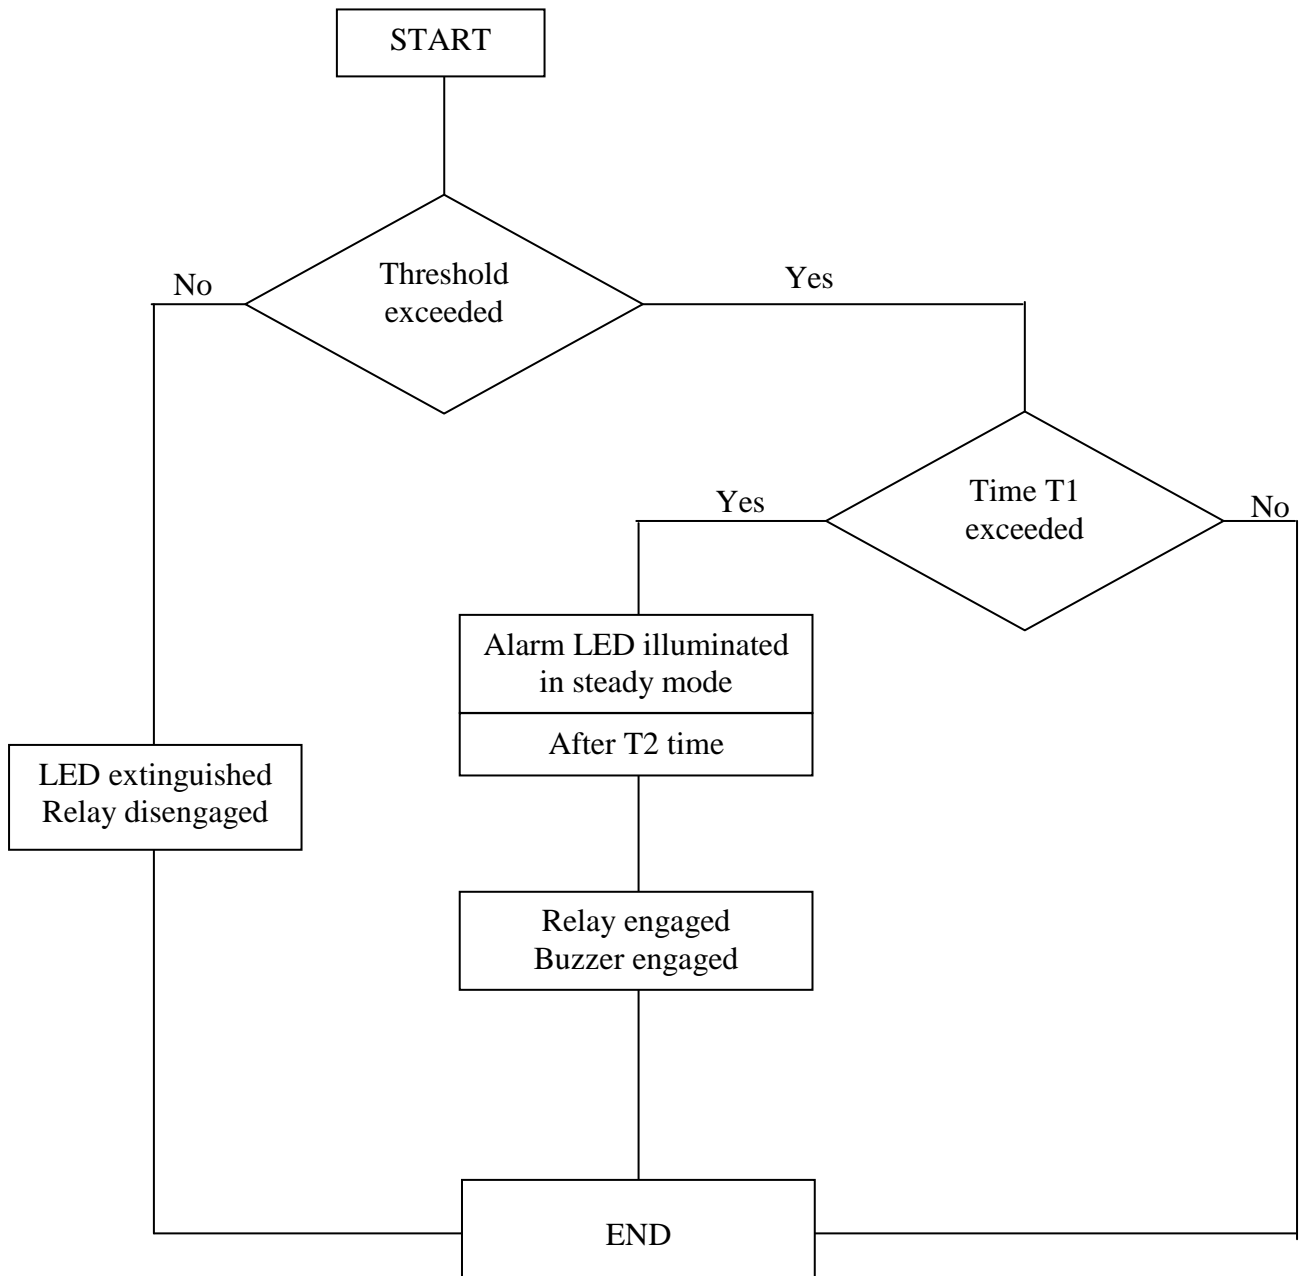 START
Threshold
exceeded
No
Yes
Time T1
exceeded
Yes
No
Alarm LED illuminated
in steady mode
After T2 time
LED extinguished
Relay disengaged
Relay engaged
Buzzer engaged
END